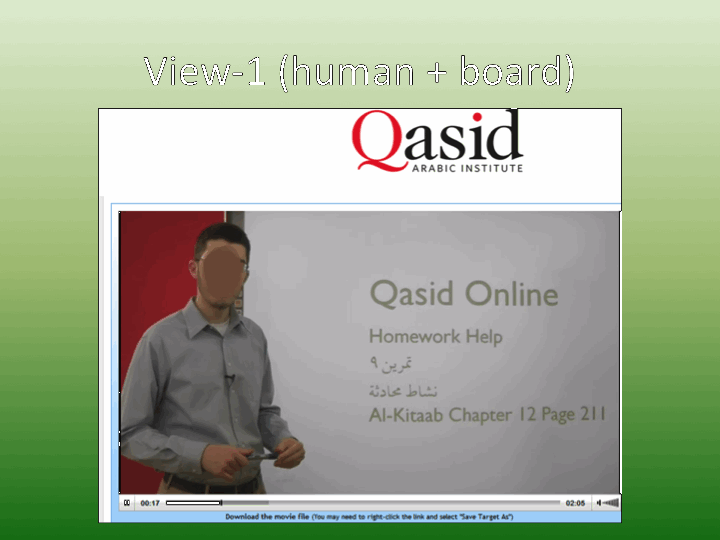 View-1 (human + board)
Qasid
ARABIC INSTITUTE
Qasid Online
Homework Help
تمرين ٩
نشاط محادثة
Al-Kitaab Chapter 12 Page 211
00:17
02:05
Download the movie file (You may need to right-click the link and select "Save Target As")